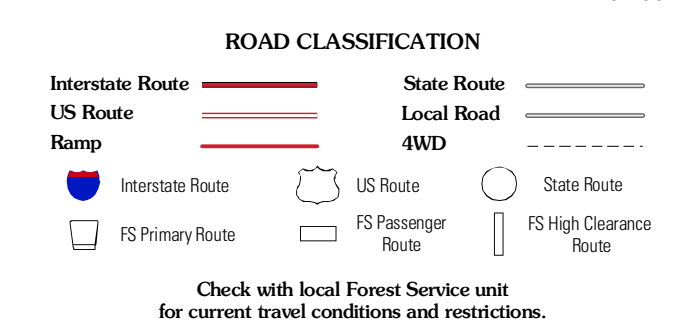 ROAD CLASSIFICATION
Interstate Route
State Route
US Route
Local Road
Ramp
4WD
Interstate Route
US Route
State Route
FS Primary Route
FS Passenger
Route
FS High Clearance
Route
Check with local Forest Service unit
for current travel conditions and restrictions.